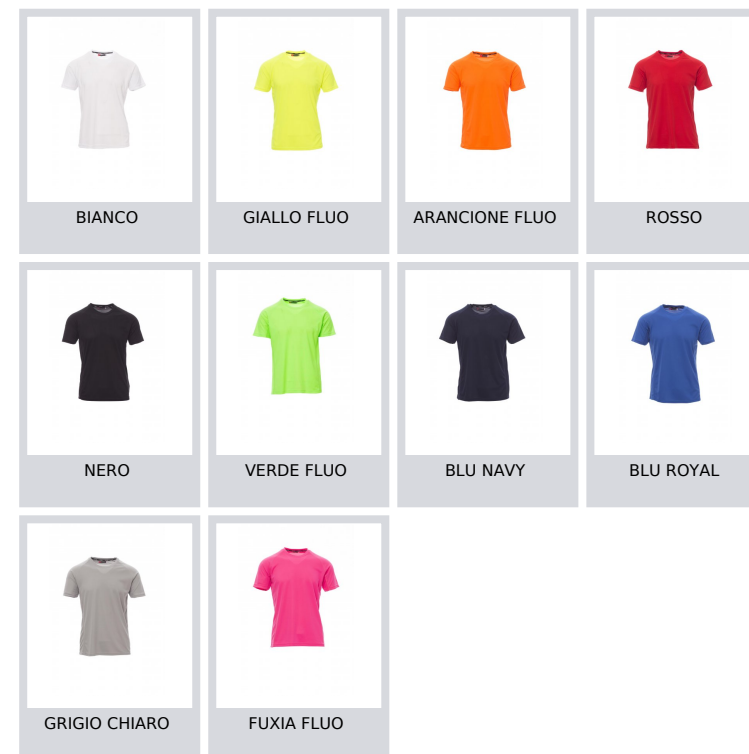 BIANCO
GIALLO FLUO
ARANCIONE FLUO
ROSSO
NERO
VERDE FLUO
BLU NAVY
BLU ROYAL
GRIGIO CHIARO
FUXIA FLUO